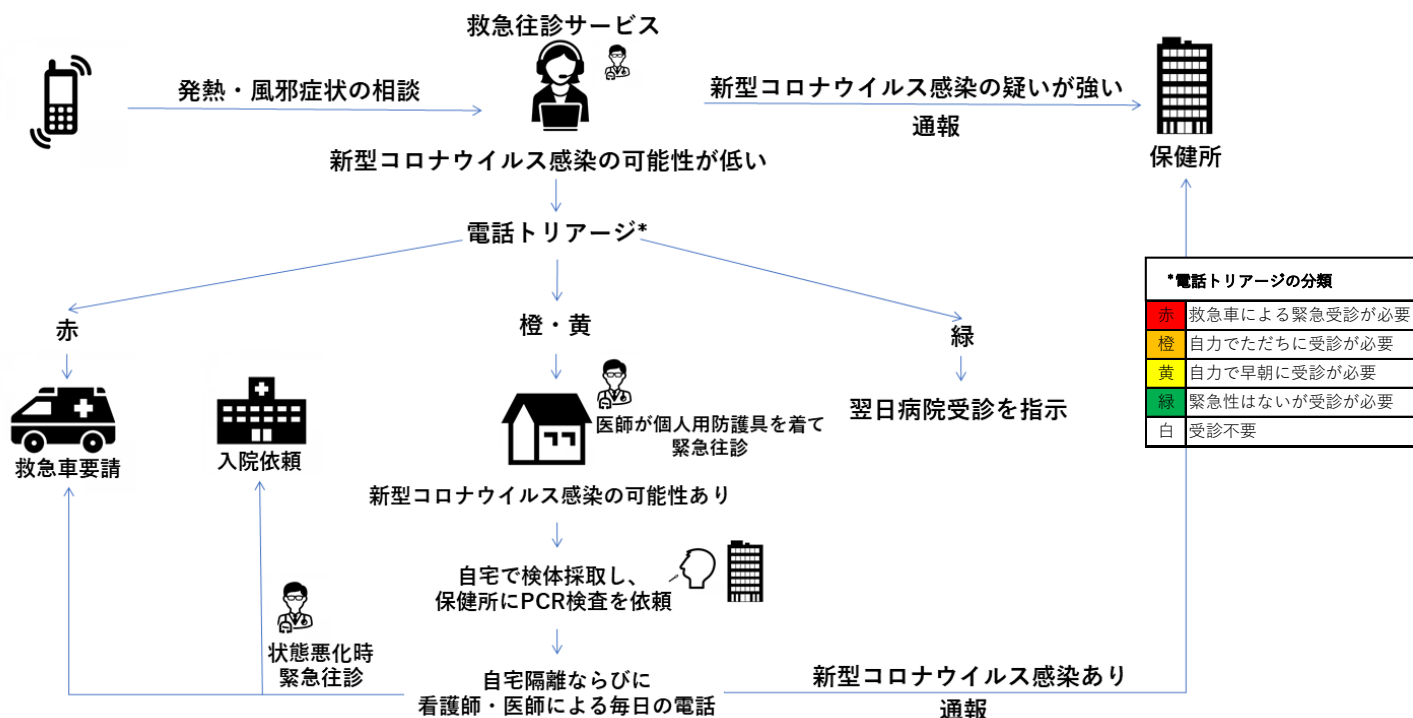 救急往診サービス
発熱・風邪症状の相談
新型コロナウイルス感染の疑いが強い
通報
保健所
新型コロナウイルス感染の可能性が低い
電話トリアージ*
赤
橙・黄
緑
*電話トリアージの分類
赤 救急車による緊急受診が必要
橙 自力でただちに受診が必要
黄 自力で早朝に受診が必要
緑 緊急性はないが受診が必要
白 受診不要
救急車要請
入院依頼
医師が個人用防護具を着て
緊急往診
翌日病院受診を指示
新型コロナウイルス感染の可能性あり
自宅で検体採取し、
保健所にPCR検査を依頼
状態悪化時
緊急往診
自宅隔離ならびに
看護師・医師による毎日の電話
新型コロナウイルス感染あり
通報